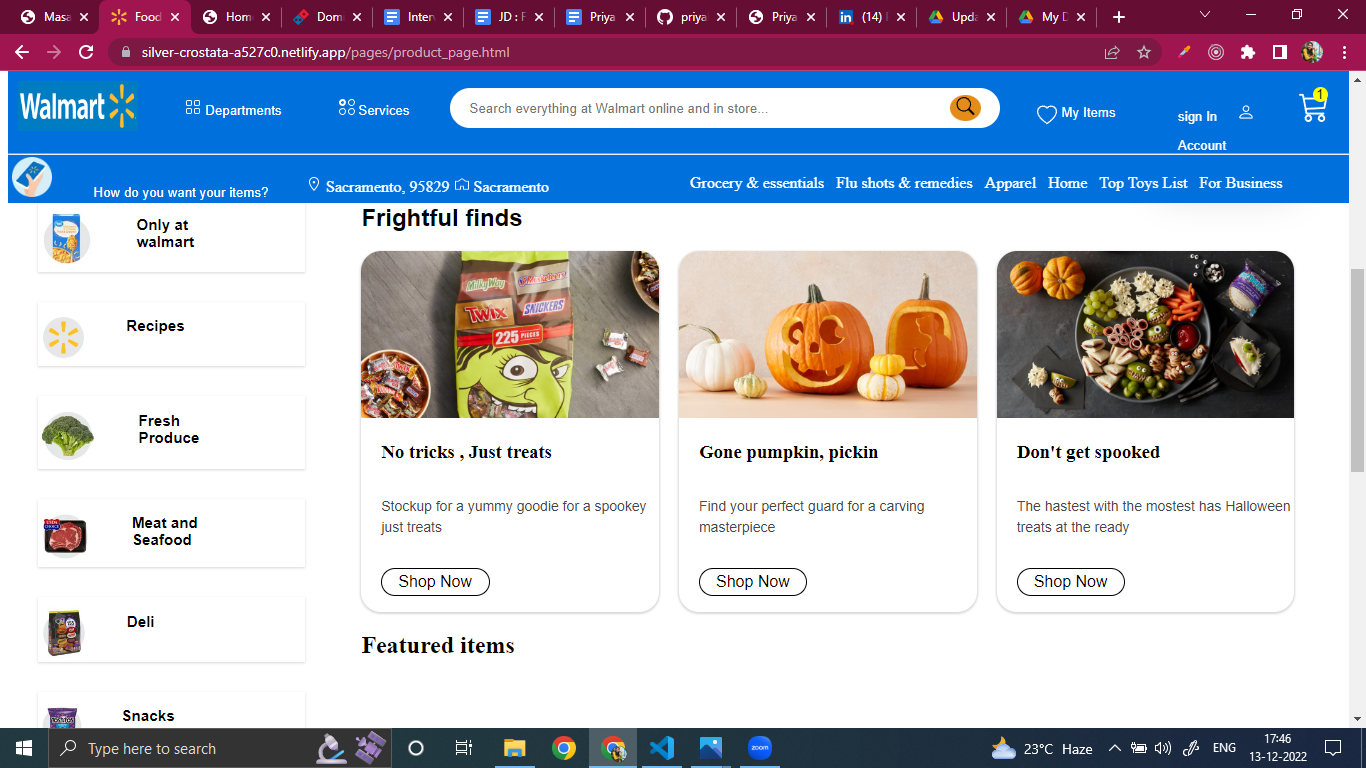 Masa
Food
Home
Domi
Interv
JD : F
Priya
priya
Priya
(14)
Upda
My D
silver-crostata-a527c0.netlify.app/pages/product_page.html
Walmart
Departments
Services
Search everything at Walmart online and in store...
My Items
sign In
Account
1
How do you want your items?
Sacramento, 95829
Sacramento
Grocery & essentials
Flu shots & remedies
Apparel
Home
Top Toys List
For Business
Only at
walmart
Recipes
Fresh
Produce
Meat and
Seafood
Deli
Snacks
Frightful finds
MilkyWay
3 Musketeers
TWIX
SNICKERS
225 PIECES
No tricks , Just treats
Stockup for a yummy goodie for a spookey
just treats
Shop Now
Gone pumpkin, pickin
Find your perfect guard for a carving
masterpiece
Shop Now
Don't get spooked
The hastest with the mostest has Halloween
treats at the ready
Shop Now
Featured items
Type here to search
zoom
23°C Haze
ENG
17:46
13-12-2022